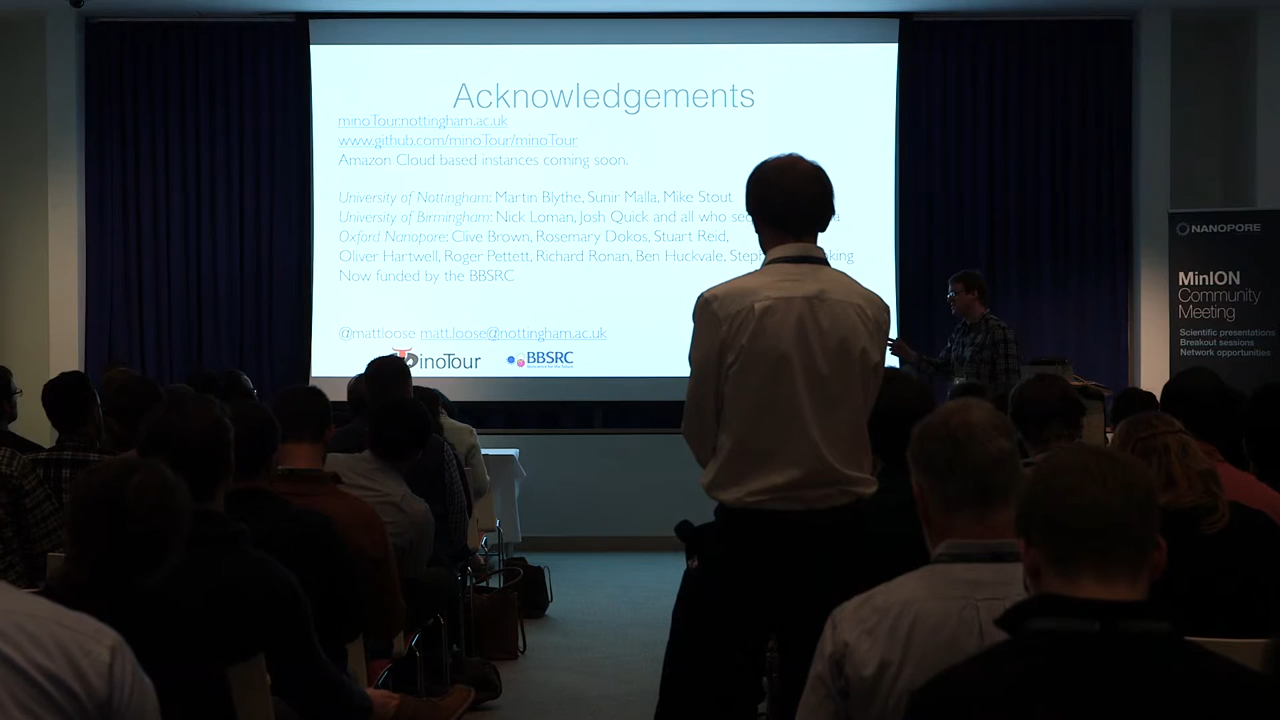 Acknowledgements
minoTour.nottingham.ac.uk
www.github.com/minoTour/minoTour
Amazon Cloud based instances coming soon.
University of Nottingham: Martin Blythe, Sunir Malla, Mike Stout
University of Birmingham: Nick Loman, Josh Quick and all who
Oxford Nanopore: Clive Brown, Rosemary Dokos, Stuart Reid,
Oliver Hartwell, Roger Pettett, Richard Ronan, Ben Huckvale,
Now funded by the BBSRC
@mattloose matt.loose@nottingham.ac.uk
minoTour
BBSRC
NANOPORE
MinION
Community
Meeting
Scientific presentations
Breakout sessions
Network opportunities